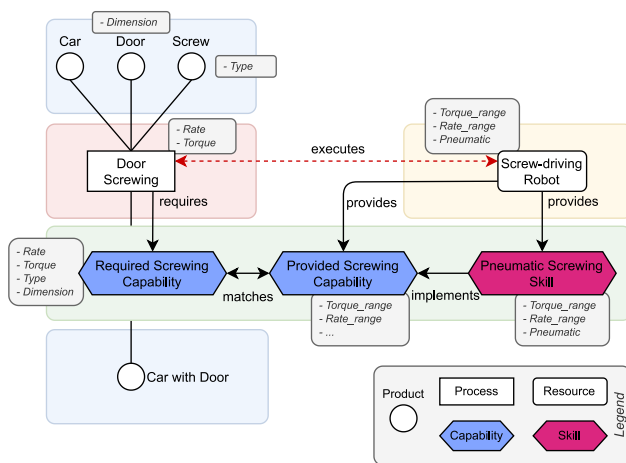 - Dimension
Car
Door
Screw
- Type
- Rate
- Torque
- Torque_range
- Rate_range
- Pneumatic
executes
Door
Screwing
Screw-driving
Robot
requires
provides
provides
- Rate
- Torque
- Type
- Dimension
Required Screwing
Capability
matches
Provided Screwing
Capability
implements
Pneumatic Screwing
Skill
- Torque_range
- Rate_range
- ...
- Torque_range
- Rate_range
- Pneumatic
Car with Door
Product
Process
Resource
Capability
Skill
Legend